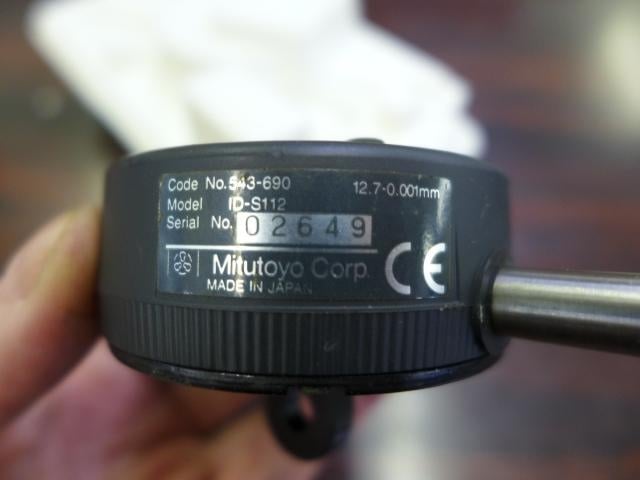 Code No. 543-690 12.7-0.001mm
Model ID-S112
Serial No. 02649
Mitutoyo Corp.
MADE IN JAPAN
CE